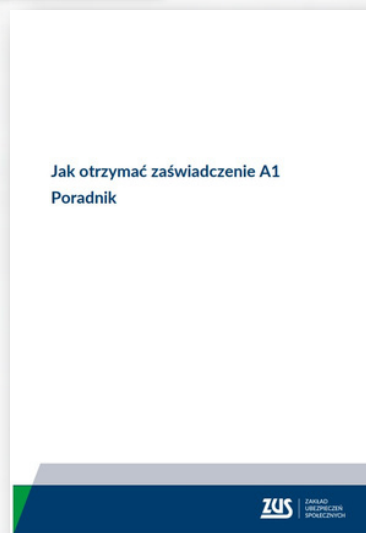 Jak otrzymać zaświadczenie A1
Poradnik
ZUS
ZAKŁAD
UBEZPIECZEŃ
SPOŁECZNYCH